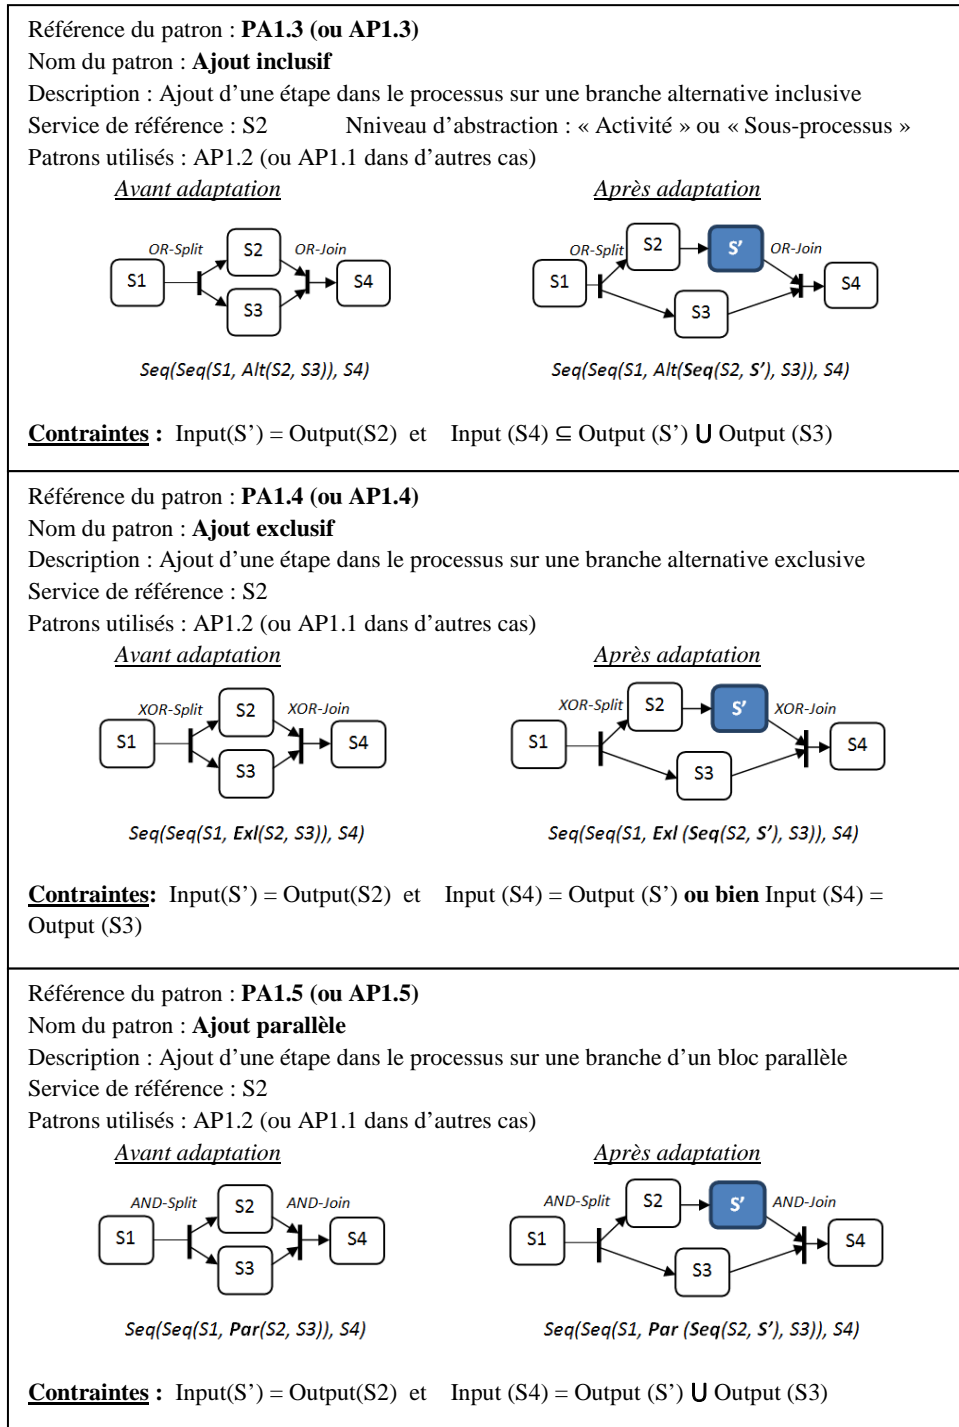 Référence du patron : PA1.3 (ou AP1.3)
Nom du patron : Ajout inclusif
Description : Ajout d’une étape dans le processus sur une branche alternative inclusive
Service de référence : S2 Nniveau d’abstraction : « Activité » ou « Sous-processus »
Patrons utilisés : AP1.2 (ou AP1.1 dans d’autres cas)
Avant adaptation Après adaptation
OR-Split S2 OR-Join OR-Split S2 S’ OR-Join
S1 S4 S1 S4
S3 S3
Seq(Seq(S1, Alt(S2, S3)), S4) Seq(Seq(S1, Alt(Seq(S2, S’), S3)), S4)
Contraintes : Input(S’) = Output(S2) et Input (S4) ⊆ Output (S’) U Output (S3)
Référence du patron : PA1.4 (ou AP1.4)
Nom du patron : Ajout exclusif
Description : Ajout d’une étape dans le processus sur une branche alternative exclusive
Service de référence : S2
Patrons utilisés : AP1.2 (ou AP1.1 dans d’autres cas)
Avant adaptation Après adaptation
XOR-Split S2 XOR-Join XOR-Split S2 S’ XOR-Join
S1 S4 S1 S4
S3 S3
Seq(Seq(S1, Exl(S2, S3)), S4) Seq(Seq(S1, Exl (Seq(S2, S’), S3)), S4)
Contraintes: Input(S’) = Output(S2) et Input (S4) = Output (S’) ou bien Input (S4) =
Output (S3)
Référence du patron : PA1.5 (ou AP1.5)
Nom du patron : Ajout parallèle
Description : Ajout d’une étape dans le processus sur une branche d’un bloc parallèle
Service de référence : S2
Patrons utilisés : AP1.2 (ou AP1.1 dans d’autres cas)
Avant adaptation Après adaptation
AND-Split S2 AND-Join AND-Split S2 S’ AND-Join
S1 S4 S1 S4
S3 S3
Seq(Seq(S1, Par(S2, S3)), S4) Seq(Seq(S1, Par (Seq(S2, S’), S3)), S4)
Contraintes : Input(S’) = Output(S2) et Input (S4) = Output (S’) U Output (S3)